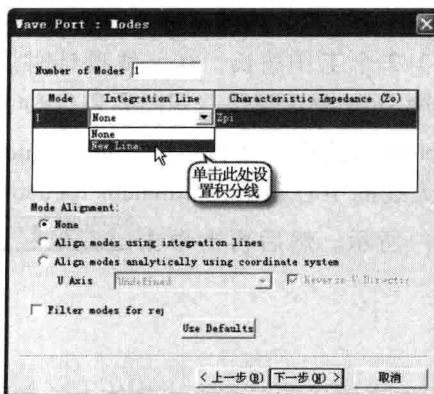 Wave Port : Modes
Number of Modes 1
Mode Integration Line Characteristic Impedance (Zo)
1 None Zpi
None
New Line
单击此处设
置积分线
Mode Alignment:
None
Align modes using integration lines
Align modes analytically using coordinate system
U Axis Undefined Reverse V Directic
Filter modes for rep
Use Defaults
< 上一步(B) 下一步(N) > 取消